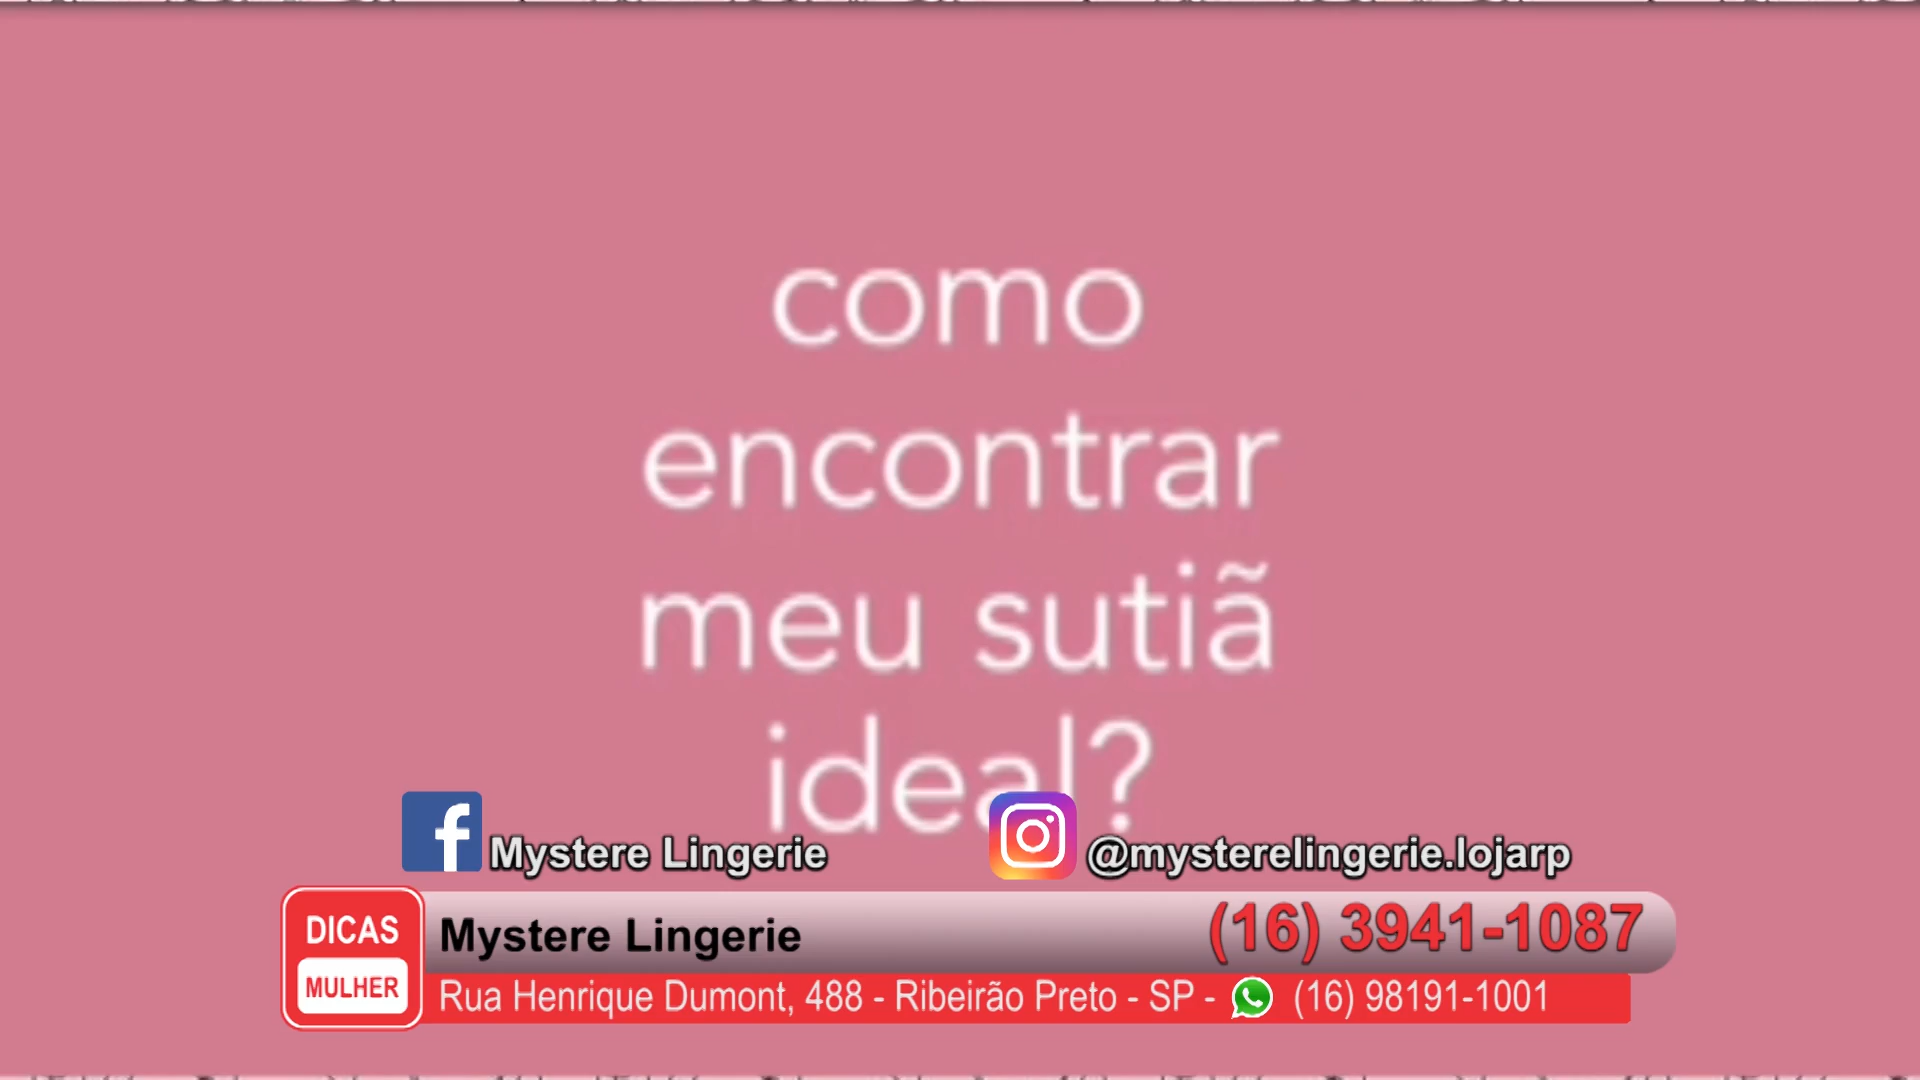 como
encontrar
meu sutiã
ideal?
Mystere Lingerie
@mysterelingerie.lojarp
DICAS
MULHER
Mystere Lingerie
(16) 3941-1087
Rua Henrique Dumont, 488 - Ribeirão Preto - SP - (16) 98191-1001